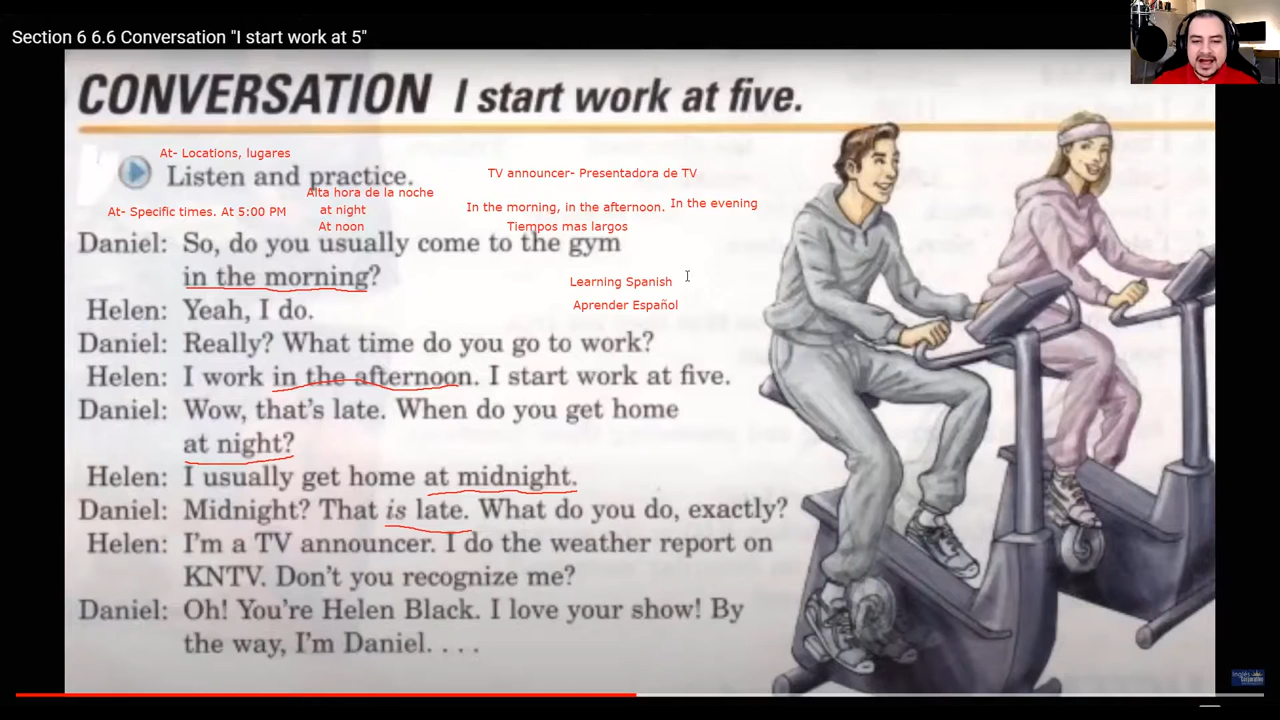 Section 6 6.6 Conversation "I start work at 5"
CONVERSATION I start work at five.
At- Locations, lugares
Listen and practice.
TV announcer- Presentadora de TV
Alta hora de la noche
at night
At noon
At- Specific times. At 5:00 PM
In the morning, in the afternoon.
In the evening
Tiempos mas largos
Daniel: So, do you usually come to the gym
in the morning?
Learning Spanish
Aprender Español
Helen: Yeah, I do.
Daniel: Really? What time do you go to work?
Helen: I work in the afternoon. I start work at five.
Daniel: Wow, that's late. When do you get home
at night?
Helen: I usually get home at midnight.
Daniel: Midnight? That is late. What do you do, exactly?
Helen: I'm a TV announcer. I do the weather report on
KNTV. Don't you recognize me?
Daniel: Oh! You're Helen Black. I love your show! By
the way, I'm Daniel. . . .